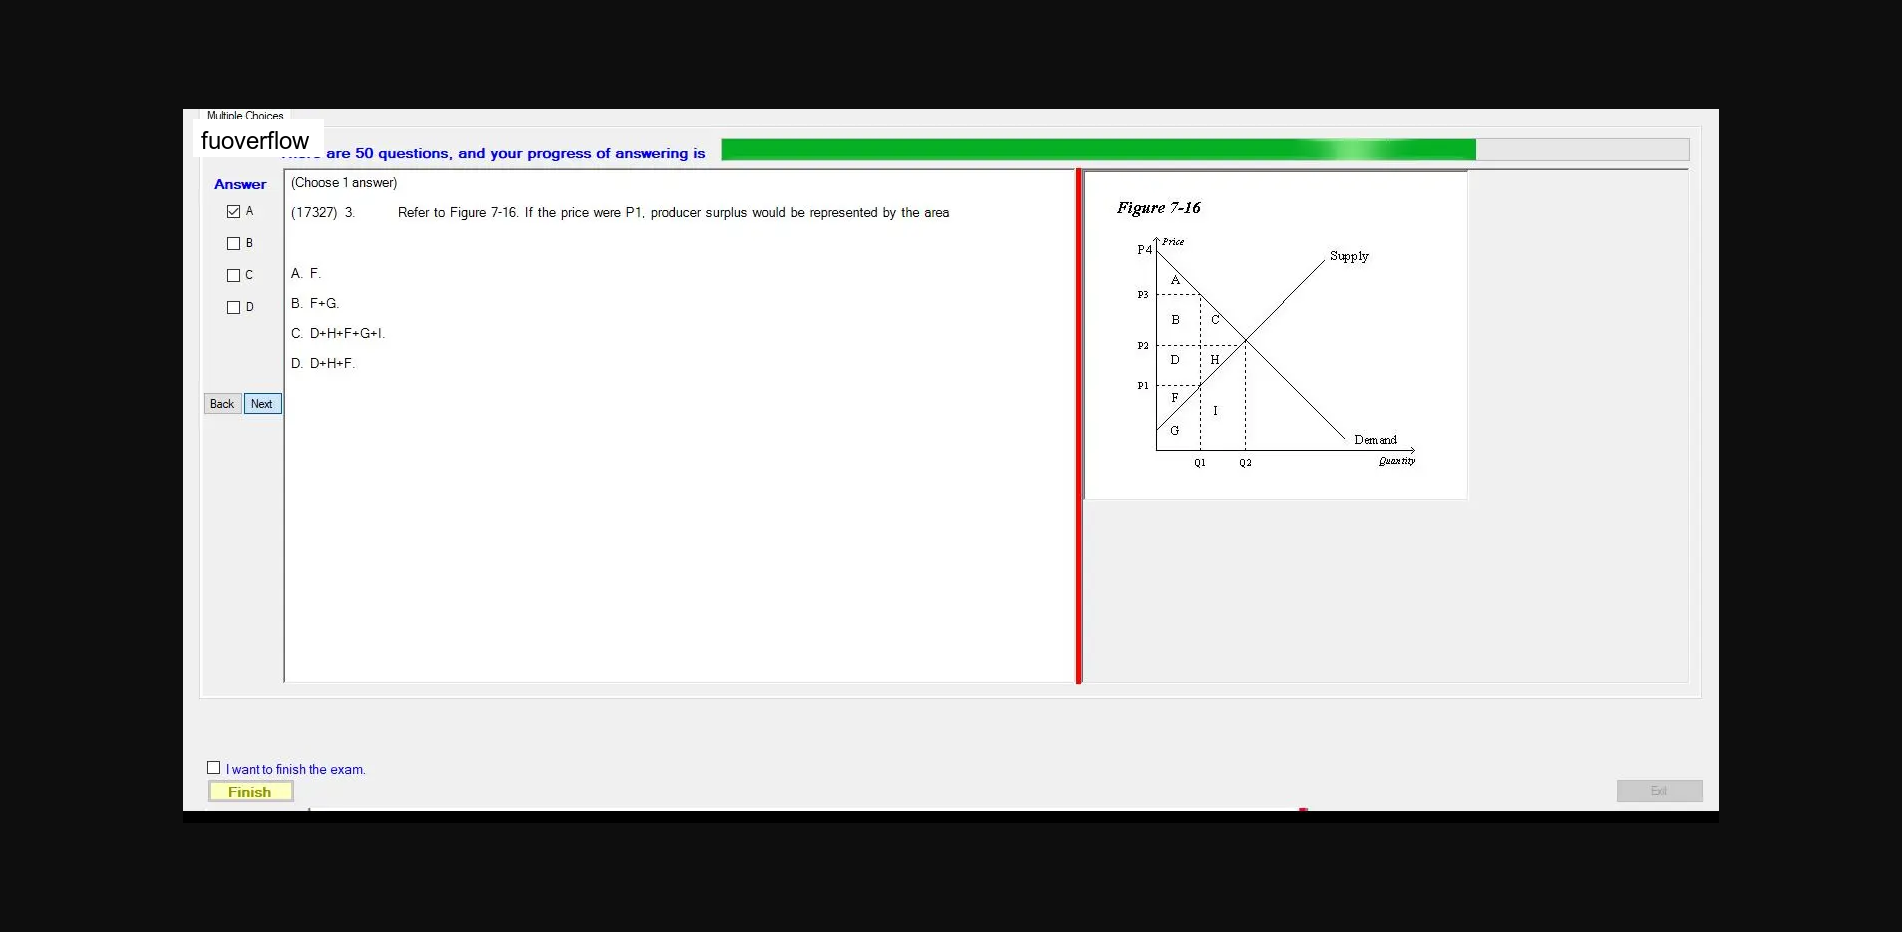 Multiple Choices
fuoverflow
are 50 questions, and your progress of answering is
Answer
A
B
C
D
Back Next
(Choose 1 answer)
(17327) 3. Refer to Figure 7-16. If the price were P1, producer surplus would be represented by the area
A. F.
B. F+G.
C. D+H+F+G+I.
D. D+H+F.
Figure 7-16
Price
P4
Supply
A
P3
B C
P2
D H
P1
F
I
G
Demand
Quantity
Q1 Q2
I want to finish the exam.
Finish
Exit